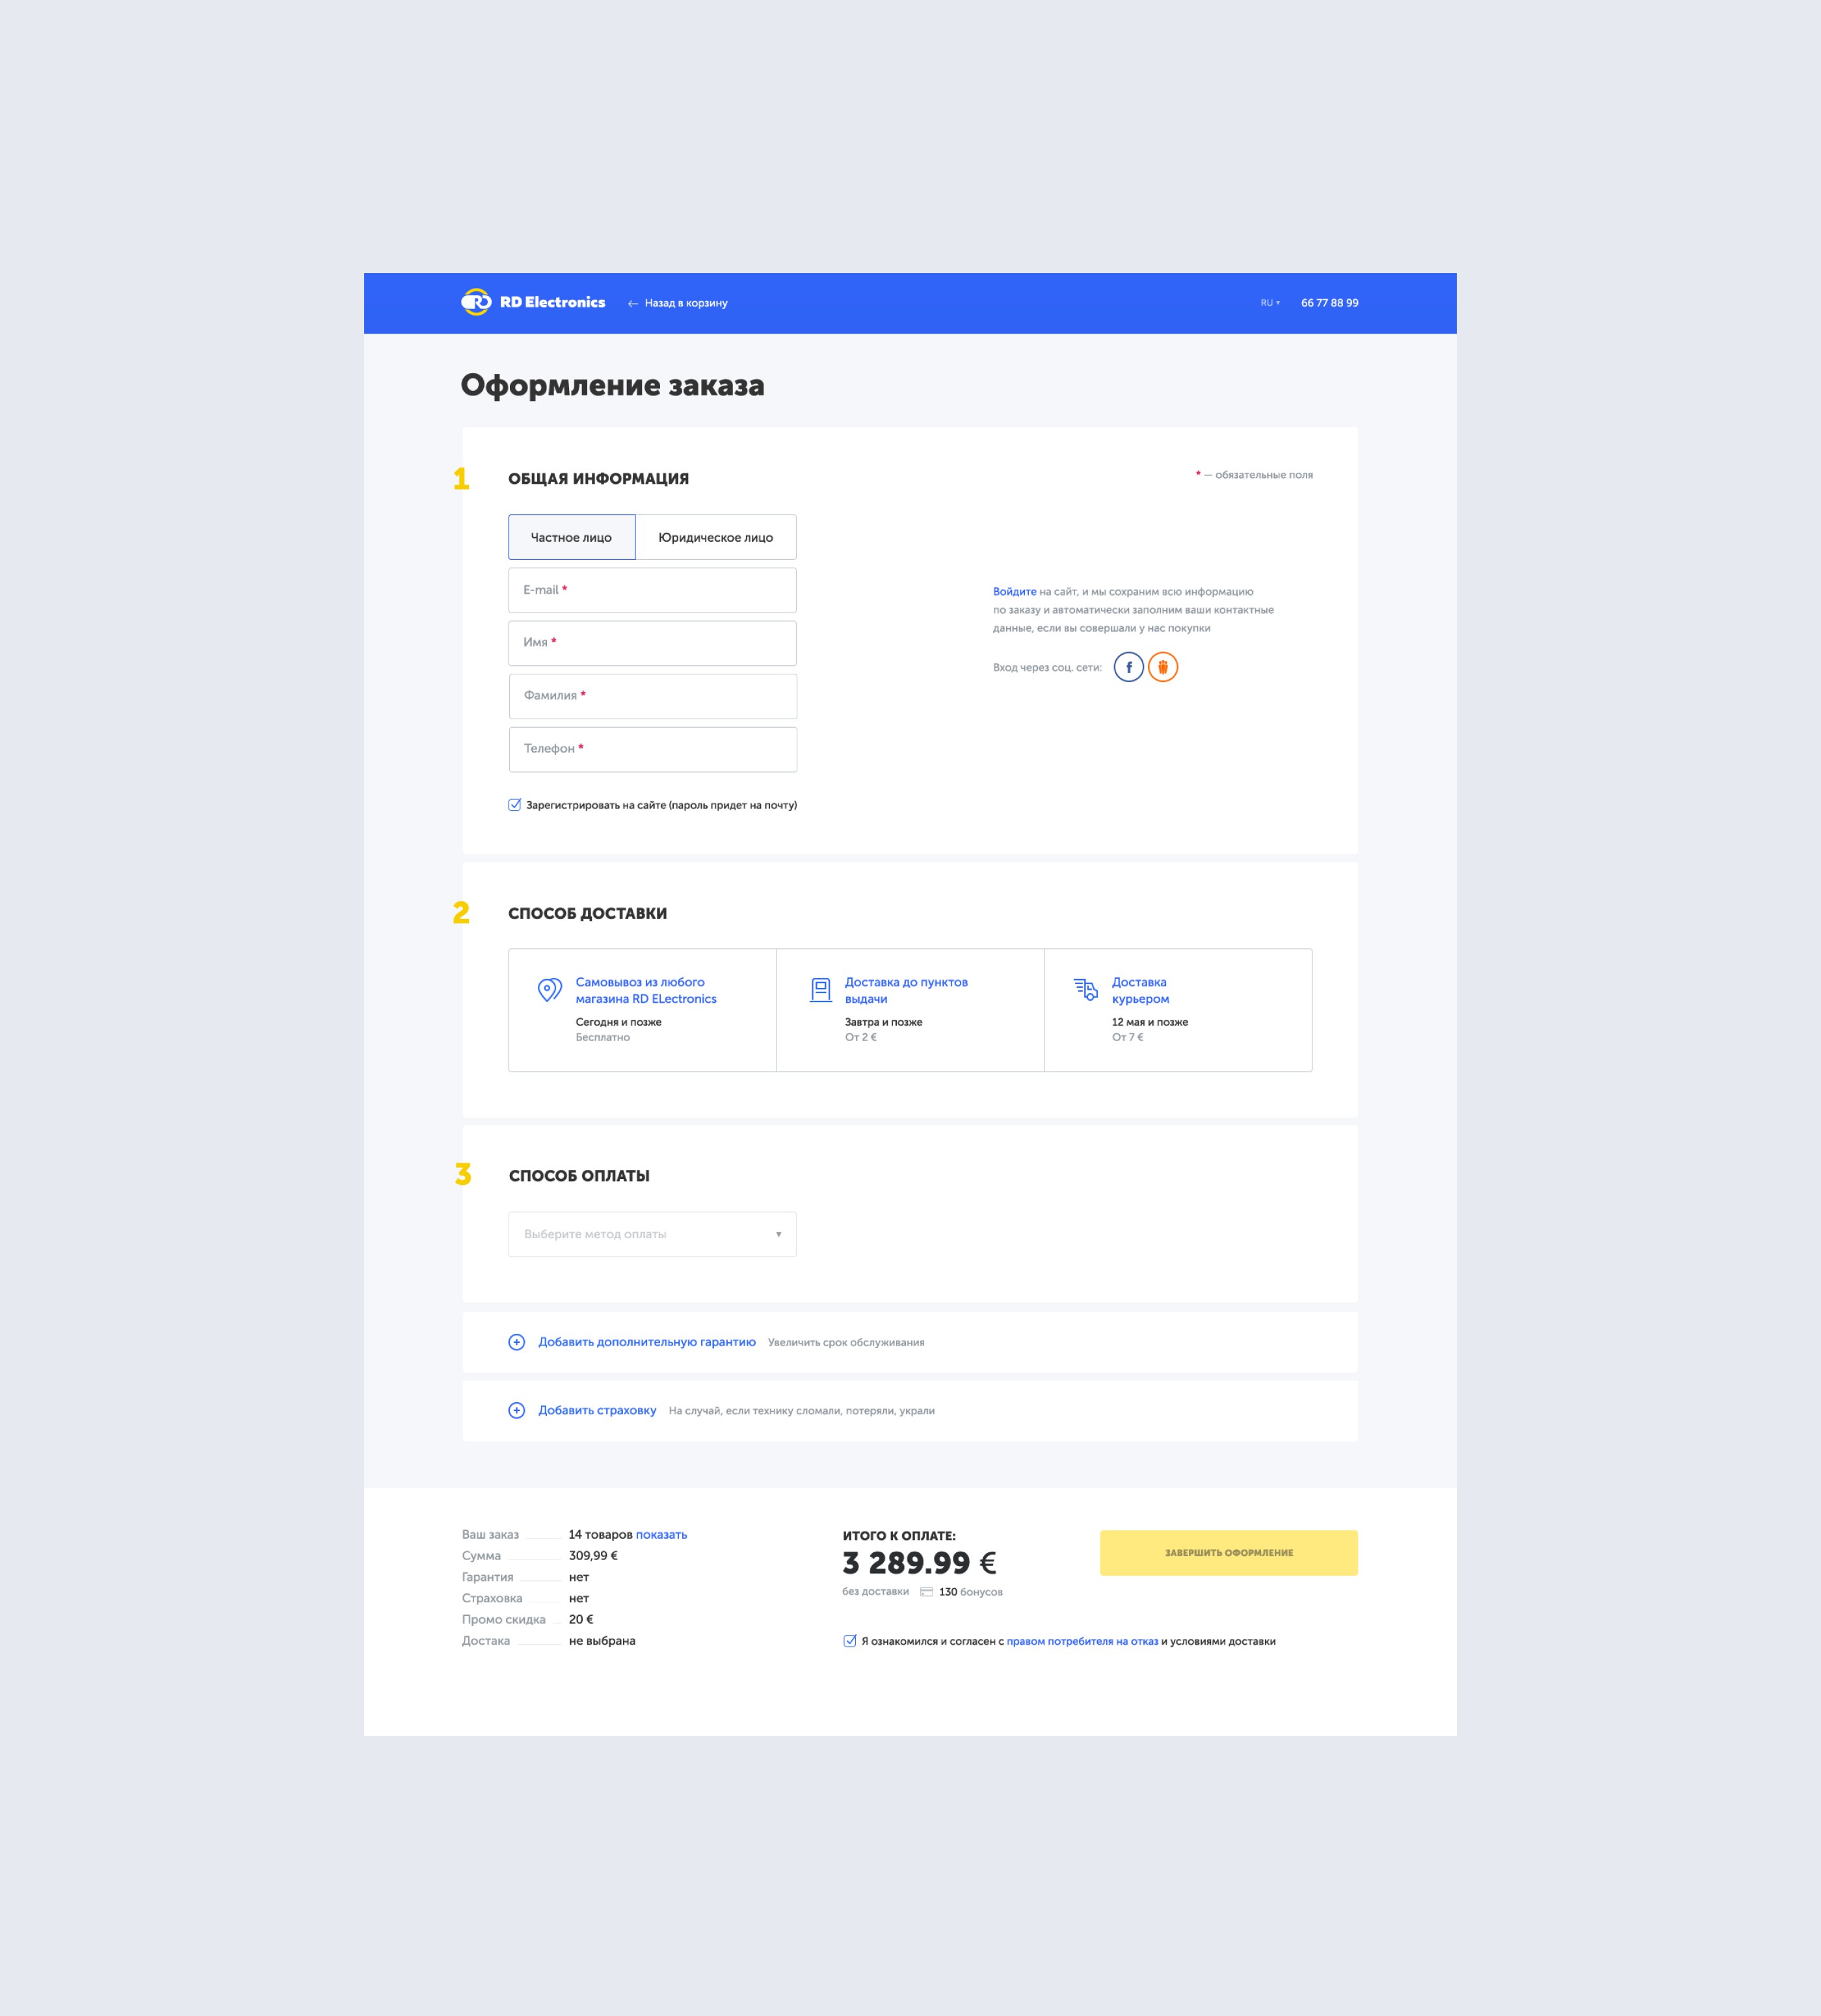 RD Electronics
← Назад в корзину
RU ▾
66 77 88 99
Оформление заказа
1
ОБЩАЯ ИНФОРМАЦИЯ
* — обязательные поля
Частное лицо
Юридическое лицо
E-mail *
Имя *
Фамилия *
Телефон *
Зарегистрировать на сайте (пароль придет на почту)
Войдите на сайт, и мы сохраним всю информацию
по заказу и автоматически заполним ваши контактные
данные, если вы совершали у нас покупки
Вход через соц. сети:
2
СПОСОБ ДОСТАВКИ
Самовывоз из любого
магазина RD ELectronics
Сегодня и позже
Бесплатно
Доставка до пунктов
выдачи
Завтра и позже
От 2 €
Доставка
курьером
12 мая и позже
От 7 €
3
СПОСОБ ОПЛАТЫ
Выберите метод оплаты
Добавить дополнительную гарантию Увеличить срок обслуживания
Добавить страховку На случай, если технику сломали, потеряли, украли
Ваш заказ 14 товаров показать
Сумма 309,99 €
Гарантия нет
Страховка нет
Промо скидка 20 €
Достака не выбрана
ИТОГО К ОПЛАТЕ:
3 289.99 €
без доставки 130 бонусов
ЗАВЕРШИТЬ ОФОРМЛЕНИЕ
Я ознакомился и согласен с правом потребителя на отказ и условиями доставки